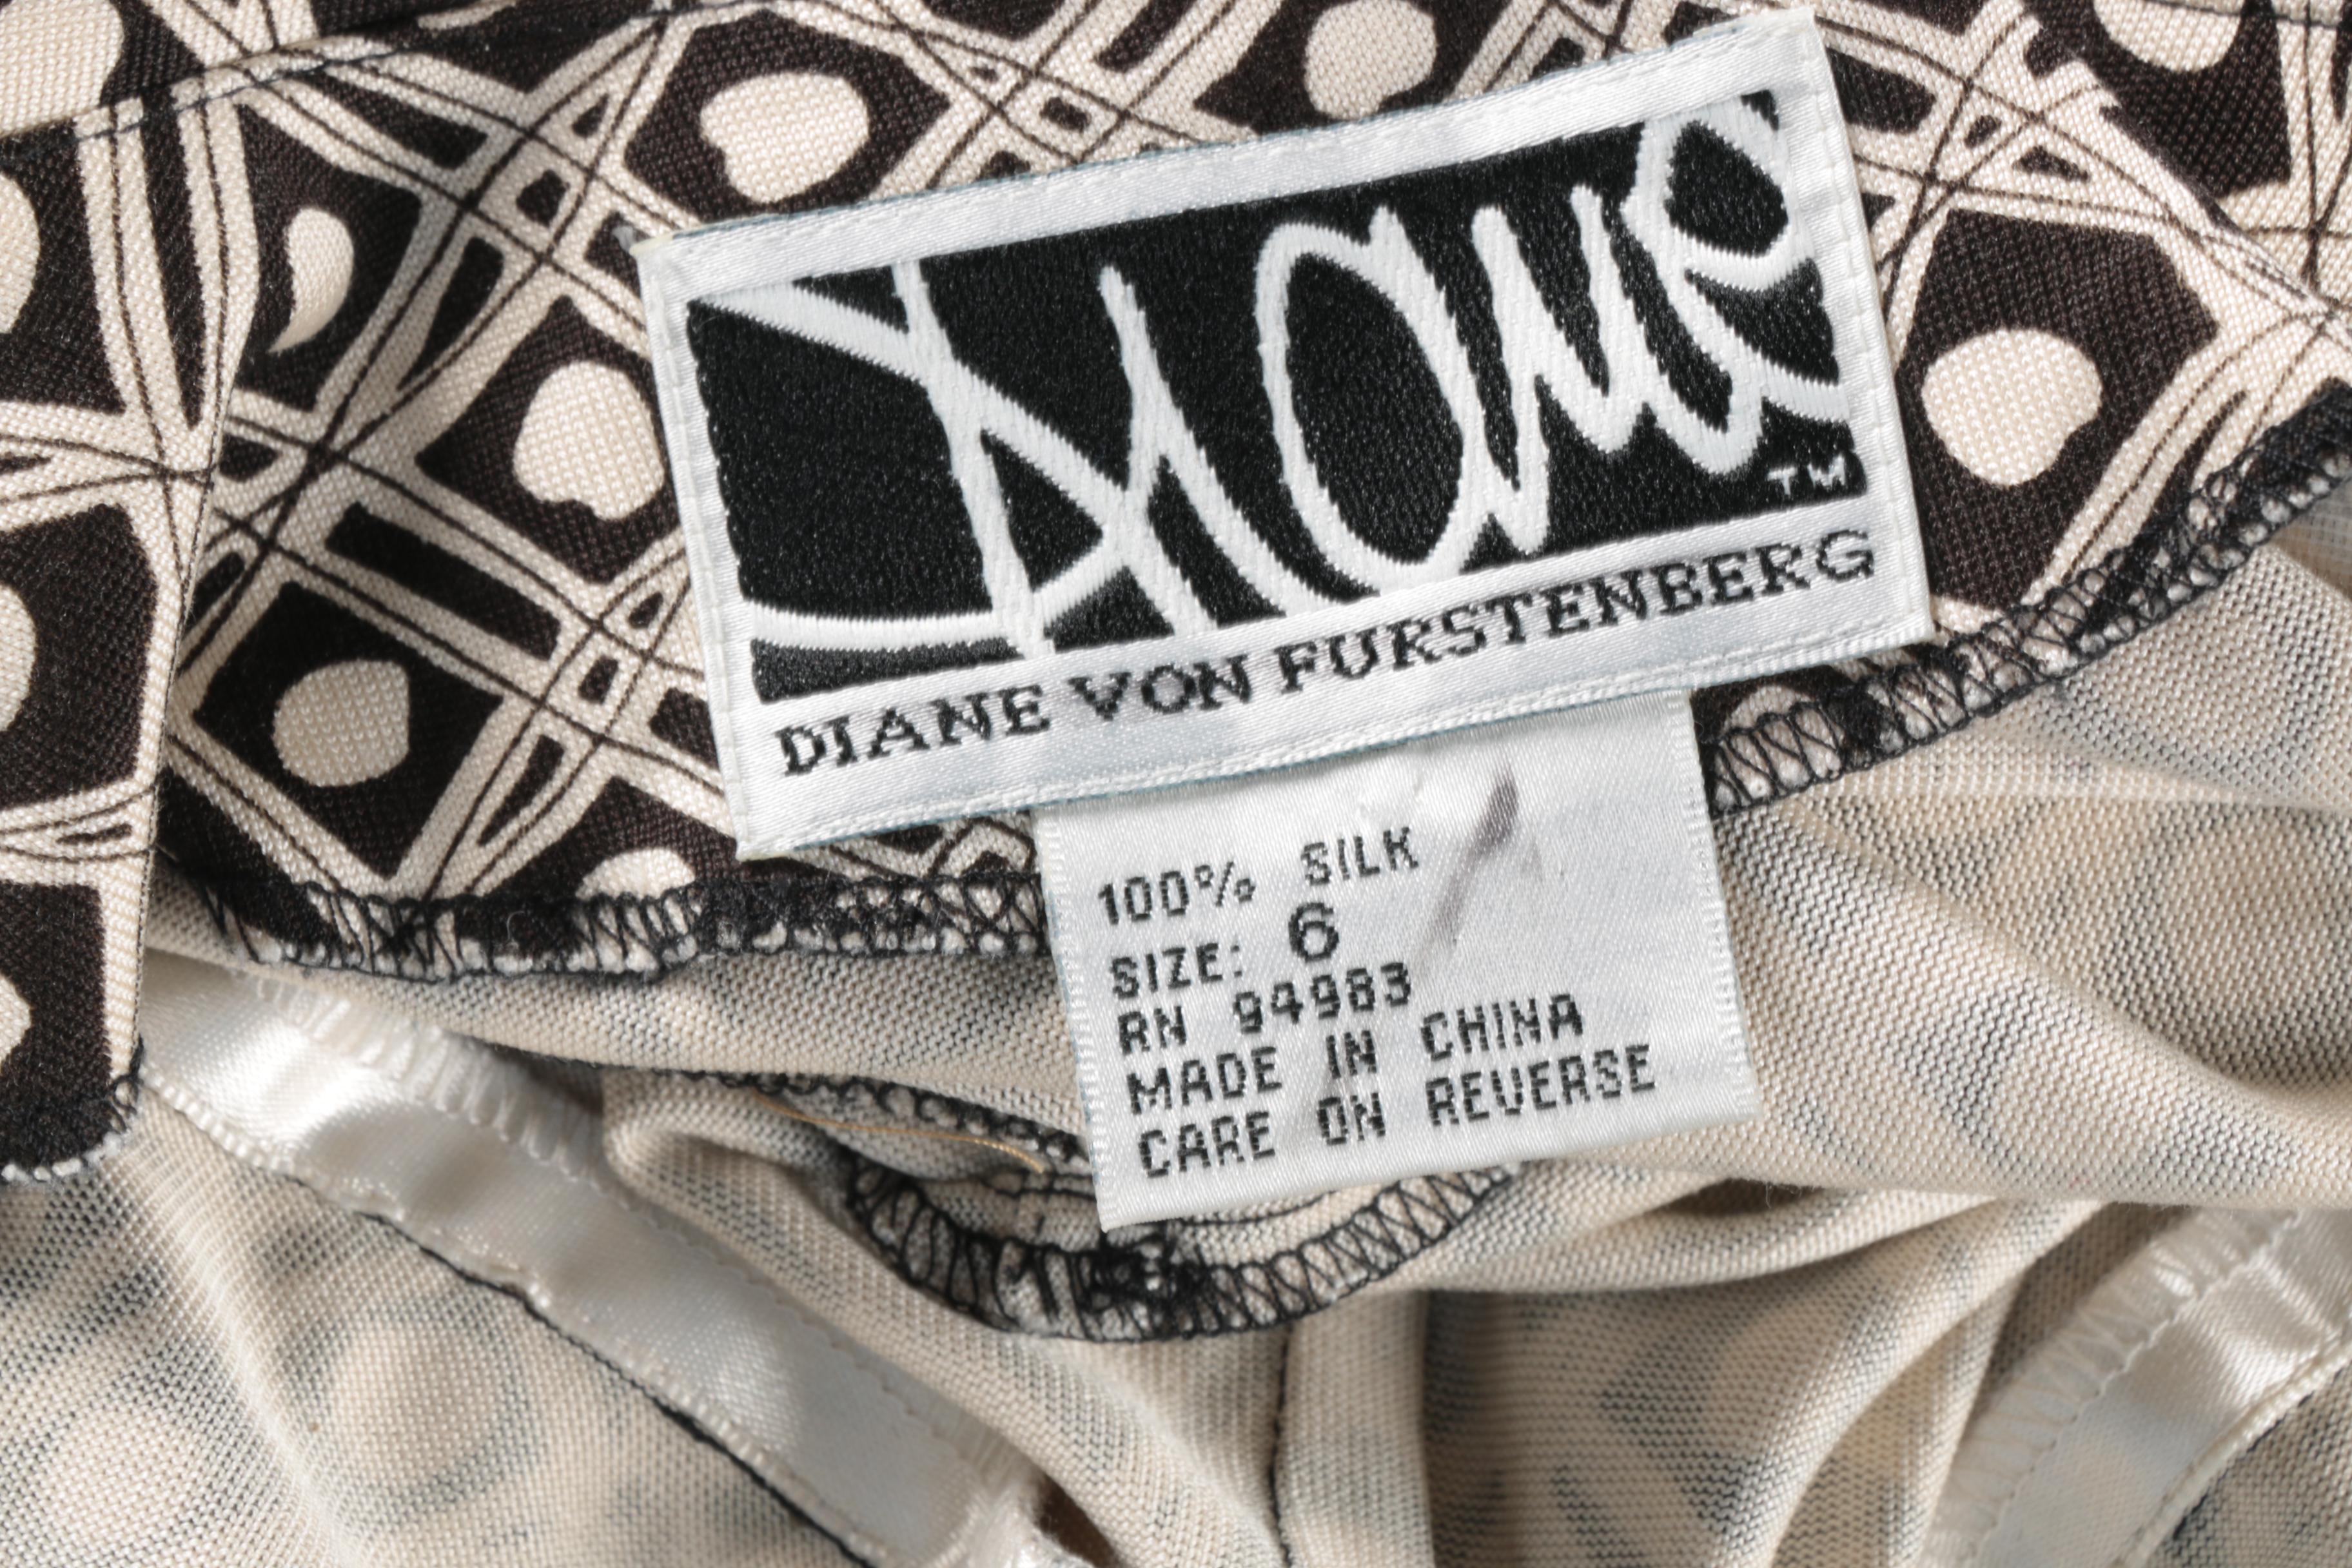 Diane
TM
DIANE VON FURSTENBERG
100% SILK
SIZE: 6
RN 94983
MADE IN CHINA
CARE ON REVERSE